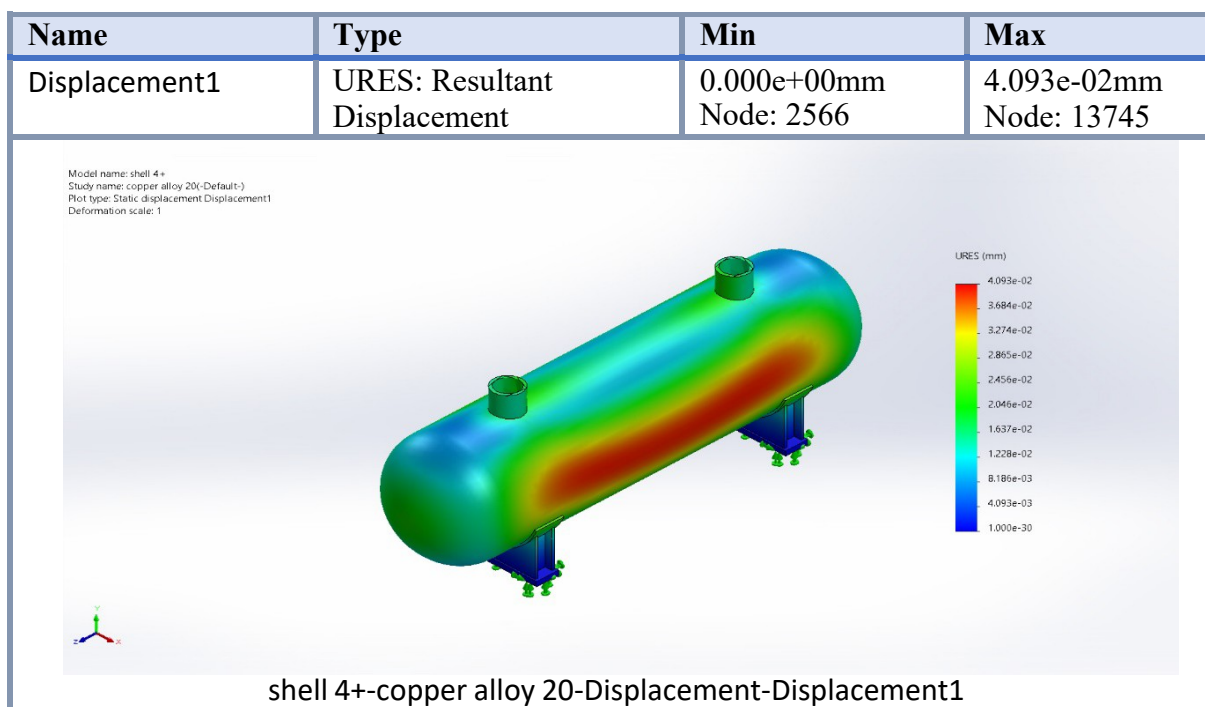 Name Type Min Max
Displacement1 URES: Resultant 0.000e+00mm 4.093e-02mm
Displacement Node: 2566 Node: 13745
Model name: shell 4+
Study name: copper alloy 20(-Default-)
Plot type: Static displacement Displacement1
Deformation scale: 1
URES (mm)
4.093e-02
3.684e-02
3.274e-02
2.865e-02
2.456e-02
2.046e-02
1.637e-02
1.228e-02
8.186e-03
4.093e-03
1.000e-30
Y
Z X
shell 4+-copper alloy 20-Displacement-Displacement1